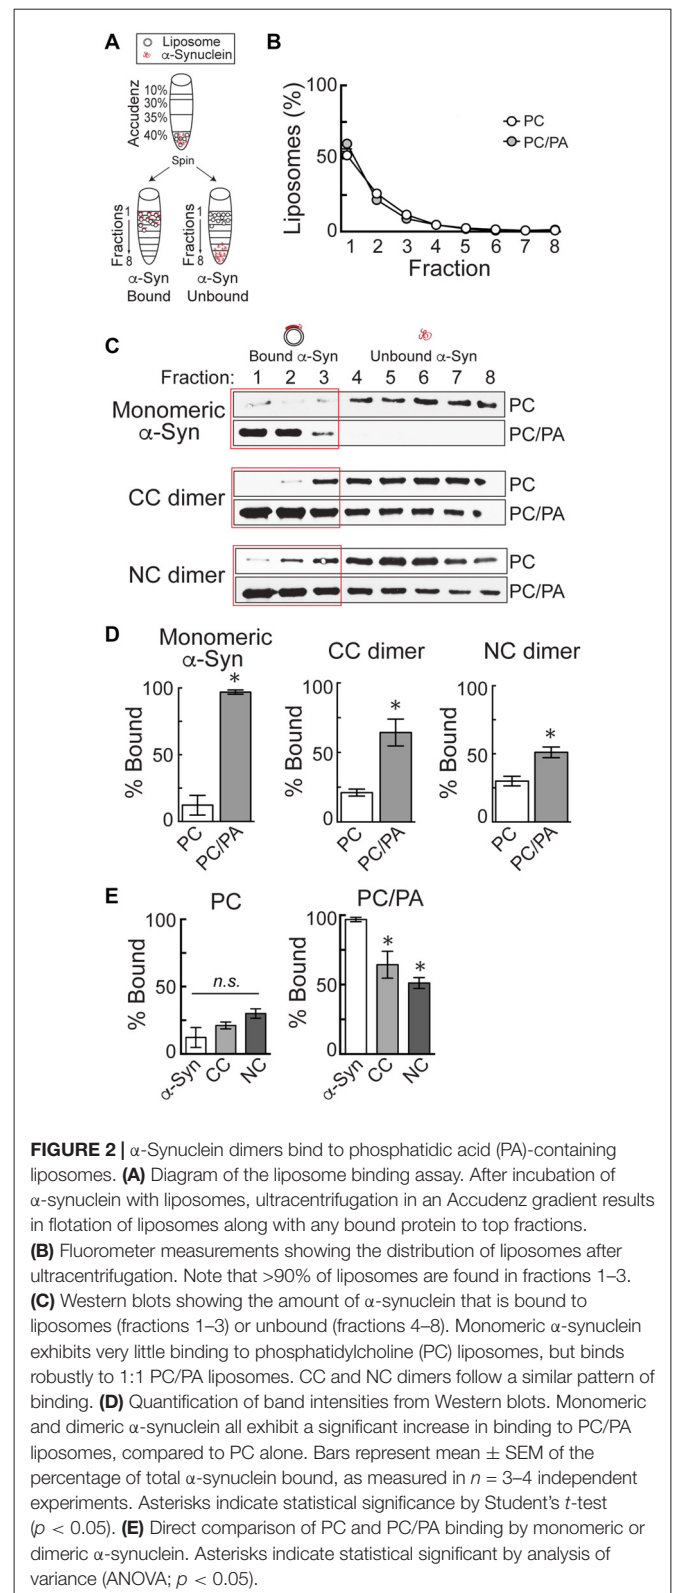 A
Liposome
α-Synuclein
Accudenz
10%
30%
35%
40%
Spin
Fractions
1
8
Fractions
1
8
α-Syn
Bound
α-Syn
Unbound
B
Liposomes (%)
100
50
0
PC
PC/PA
1 2 3 4 5 6 7 8
Fraction
C
Bound α-Syn
Unbound α-Syn
Fraction: 1 2 3 4 5 6 7 8
Monomeric
α-Syn
PC
PC/PA
CC dimer
PC
PC/PA
NC dimer
PC
PC/PA
D
Monomeric
α-Syn
% Bound
100
50
0
*
PC
PC/PA
CC dimer
% Bound
100
50
0
*
PC
PC/PA
NC dimer
% Bound
100
50
0
*
PC
PC/PA
E
PC
% Bound
100
50
0
n.s.
α-Syn
CC
NC
PC/PA
% Bound
100
50
0
*
*
α-Syn
CC
NC
FIGURE 2 | α-Synuclein dimers bind to phosphatidic acid (PA)-containing
liposomes. (A) Diagram of the liposome binding assay. After incubation of
α-synuclein with liposomes, ultracentrifugation in an Accudenz gradient results
in flotation of liposomes along with any bound protein to top fractions.
(B) Fluorometer measurements showing the distribution of liposomes after
ultracentrifugation. Note that >90% of liposomes are found in fractions 1–3.
(C) Western blots showing the amount of α-synuclein that is bound to
liposomes (fractions 1–3) or unbound (fractions 4–8). Monomeric α-synuclein
exhibits very little binding to phosphatidylcholine (PC) liposomes, but binds
robustly to 1:1 PC/PA liposomes. CC and NC dimers follow a similar pattern of
binding. (D) Quantification of band intensities from Western blots. Monomeric
and dimeric α-synuclein all exhibit a significant increase in binding to PC/PA
liposomes, compared to PC alone. Bars represent mean ± SEM of the
percentage of total α-synuclein bound, as measured in n = 3–4 independent
experiments. Asterisks indicate statistical significance by Student's t-test
(p < 0.05). (E) Direct comparison of PC and PC/PA binding by monomeric or
dimeric α-synuclein. Asterisks indicate statistical significant by analysis of
variance (ANOVA; p < 0.05).